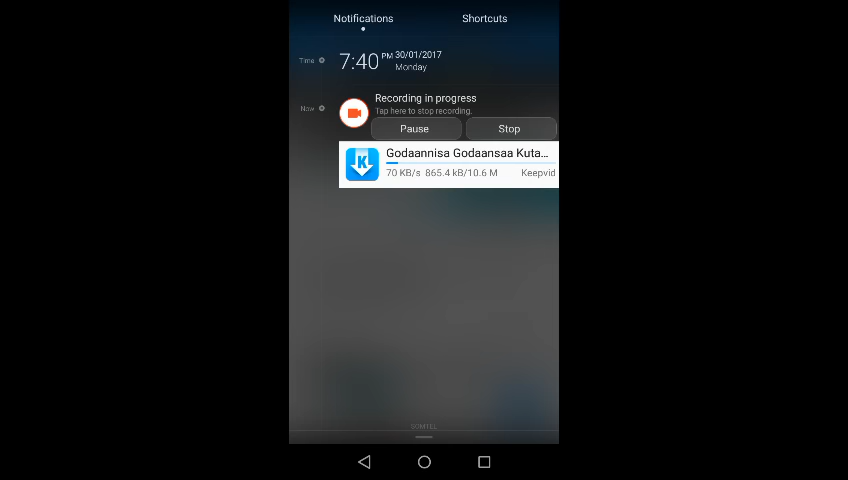 Notifications Shortcuts
Time 7:40 PM 30/01/2017
Monday
Now Recording in progress
Tap here to stop recording.
Pause Stop
Godaannisa Godaansaa Kuta...
70 KB/s 865.4 kB/10.6 M Keepvid
SOMTEL